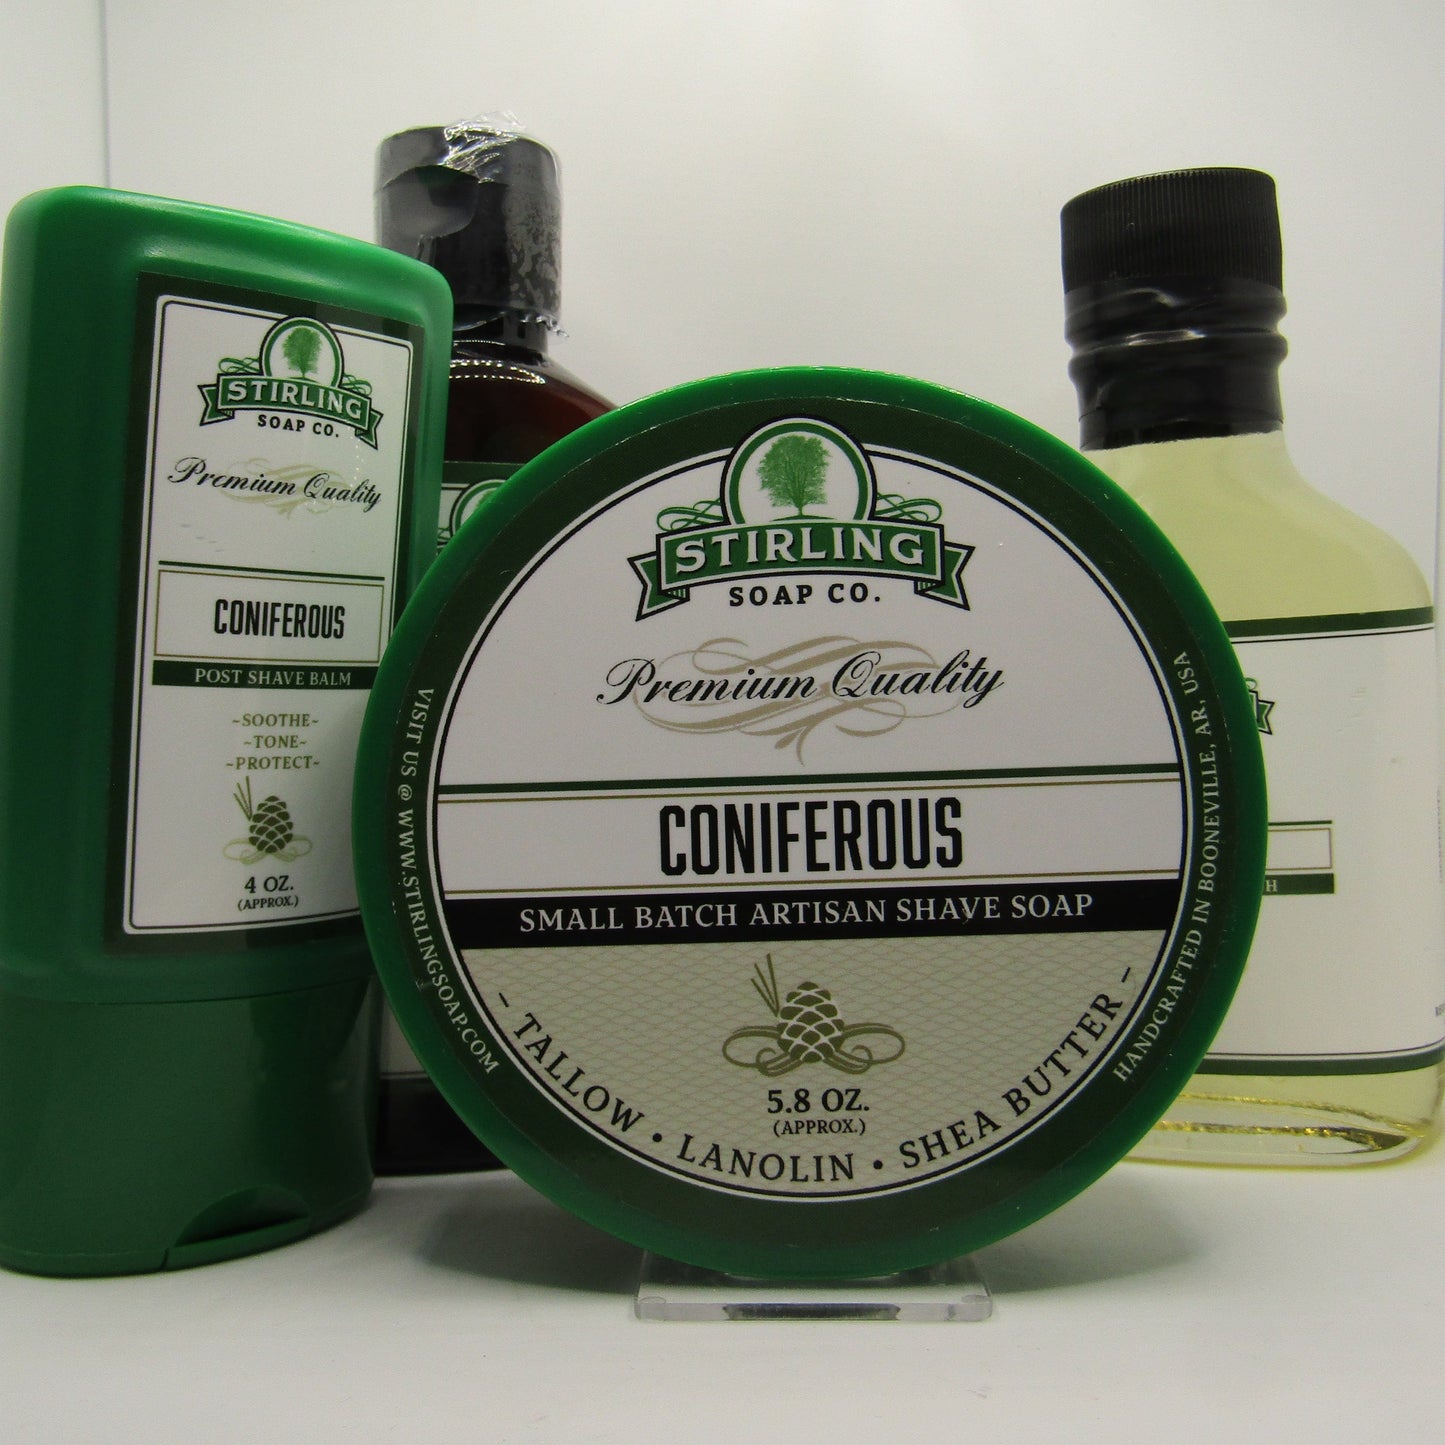 STIRLING
SOAP CO.
Premium Quality
CONIFEROUS
POST SHAVE BALM
~SOOTHE~
~TONE~
~PROTECT~
4 OZ.
(APPROX.)
STIRLING
SOAP CO.
Premium Quality
CONIFEROUS
SMALL BATCH ARTISAN SHAVE SOAP
5.8 OZ.
(APPROX.)
– TALLOW • LANOLIN • SHEA BUTTER –
VISIT US @ WWW.STIRLINGSOAP.COM
HANDCRAFTED IN BOONEVILLE, AR, USA